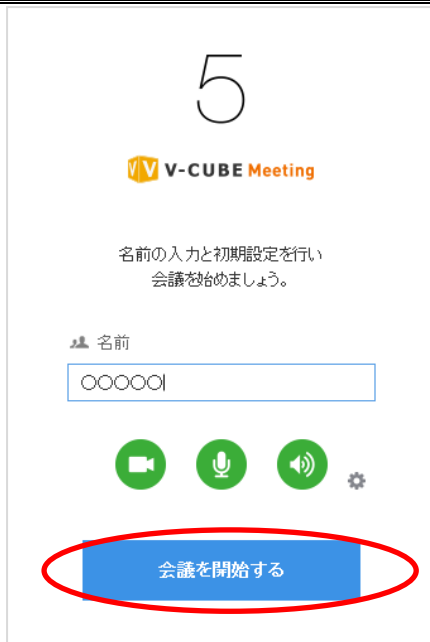 5
V-CUBE Meeting
名前の入力と初期設定を行い
会議を始めましょう。
名前
○○○○○
会議を開始する